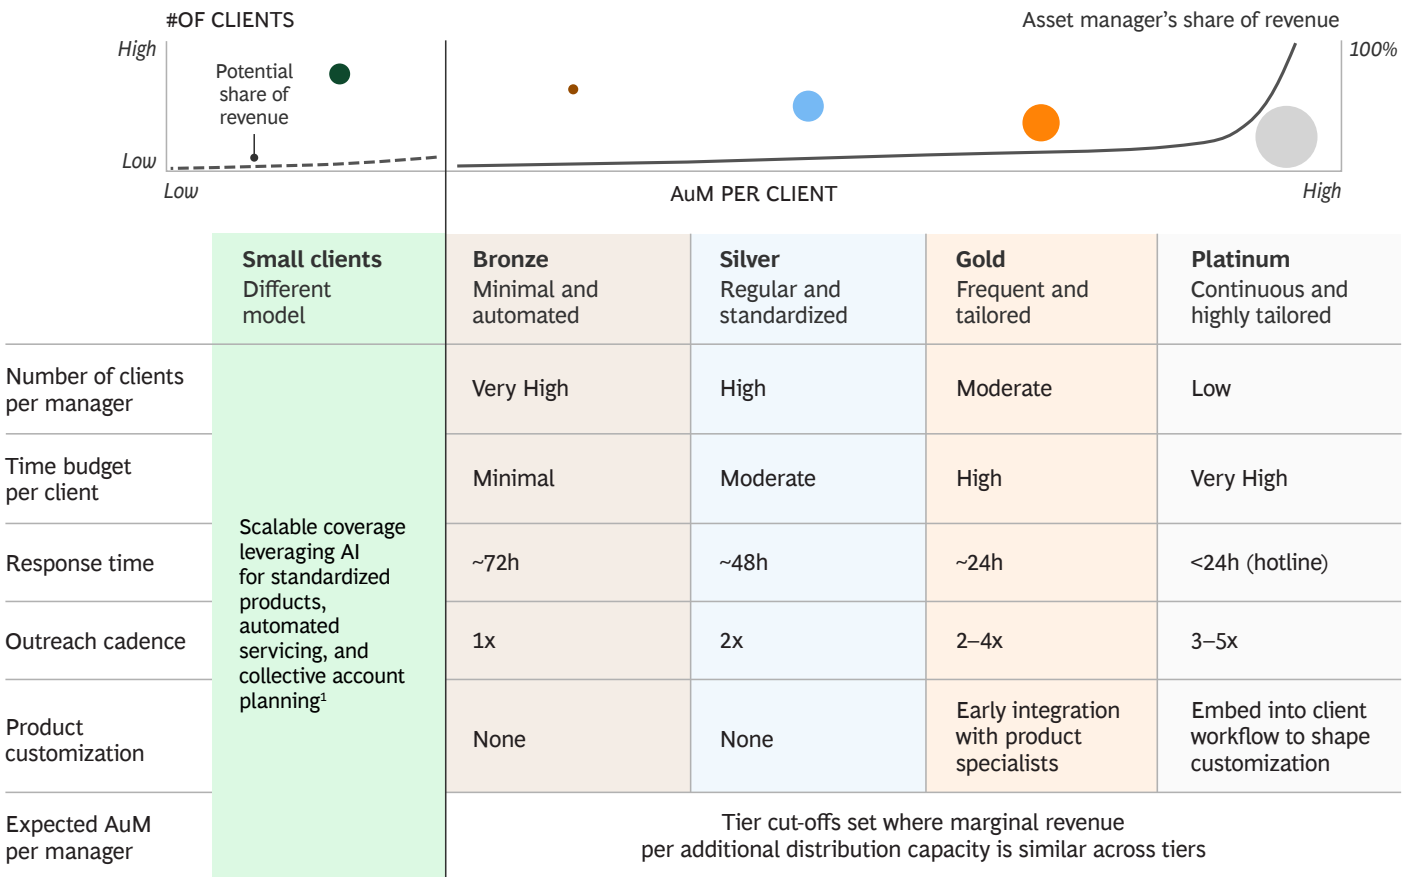 #OF CLIENTS
Asset manager’s share of revenue
High
100%
Potential
share of
revenue
Low
Low
AuM PER CLIENT
High
Small clients
Different
model
Bronze
Minimal and
automated
Silver
Regular and
standardized
Gold
Frequent and
tailored
Platinum
Continuous and
highly tailored
Number of clients
per manager
Very High
High
Moderate
Low
Time budget
per client
Minimal
Moderate
High
Very High
Scalable coverage
leveraging AI
for standardized
products,
automated
servicing, and
collective account
planning¹
Response time
~72h
~48h
~24h
<24h (hotline)
Outreach cadence
1x
2x
2–4x
3–5x
Product
customization
None
None
Early integration
with product
specialists
Embed into client
workflow to shape
customization
Expected AuM
per manager
Tier cut-offs set where marginal revenue
per additional distribution capacity is similar across tiers